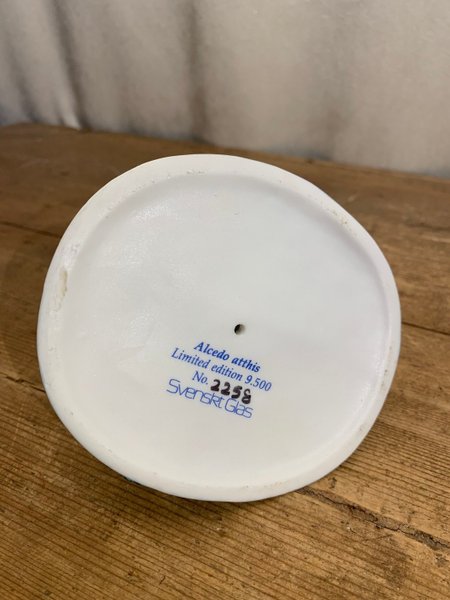 Alcedo atthis
Limited edition 9.500
No. 2258
Svenskt Glas